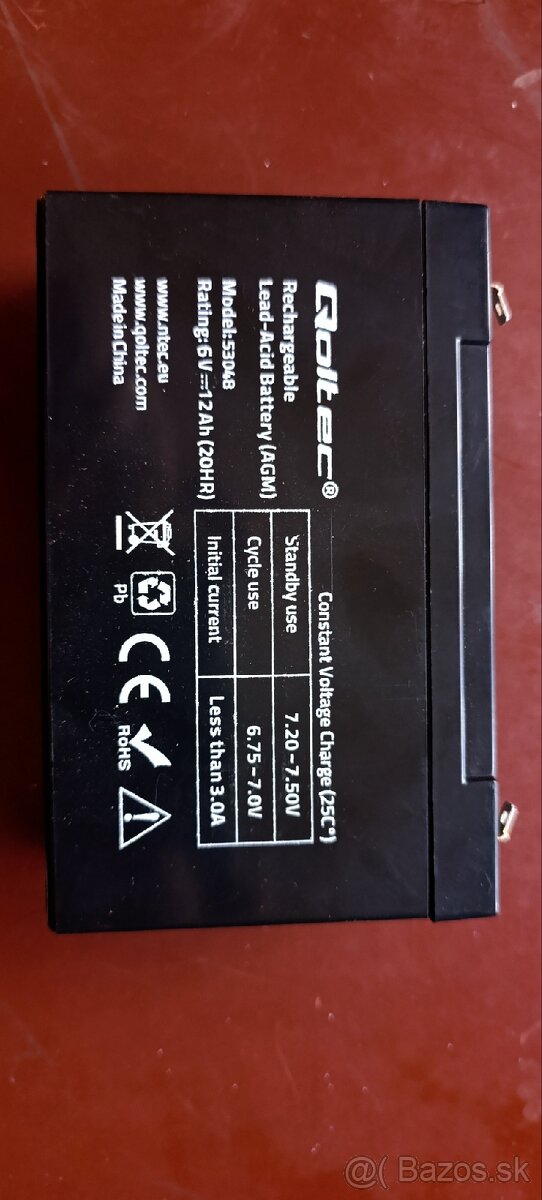 Qoltec®
Rechargeable
Lead-Acid Battery (AGM)
Model: 53048
Rating: 6V⎓12Ah (20HR)
www.ntec.eu
www.qoltec.com
Made in China
Constant Voltage Charge (25C°)
Standby use 7.20-7.50V
Cycle use 6.75-7.0V
Initial current Less than 3.0A
Pb
CE
RoHS
@( Bazos.sk